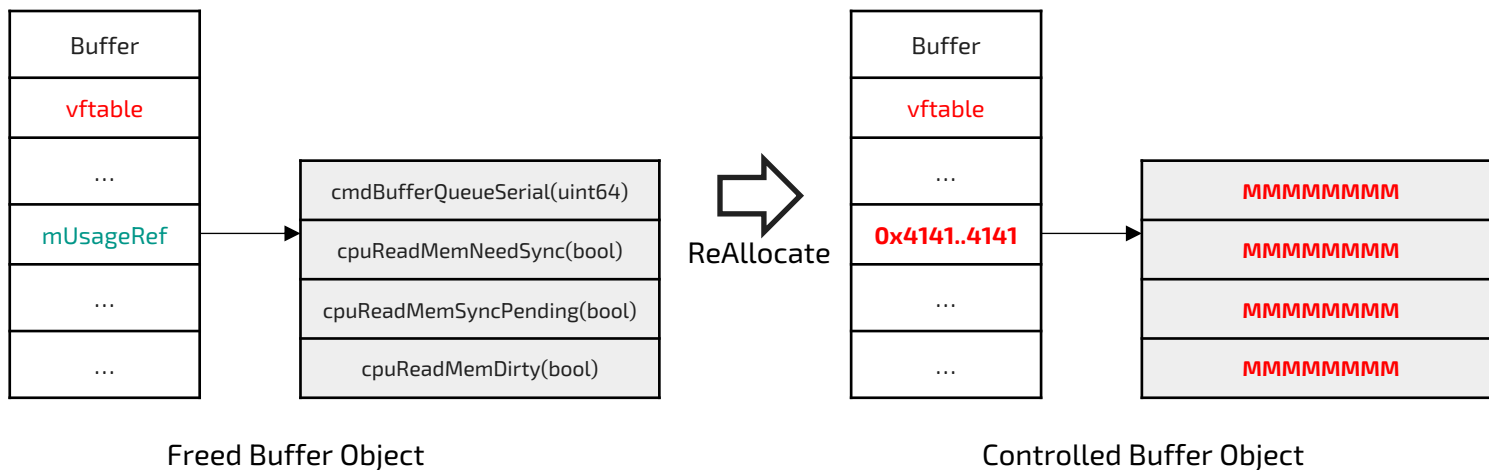 Buffer
vftable
...
mUsageRef
...
...
cmdBufferQueueSerial(uint64)
cpuReadMemNeedSync(bool)
cpuReadMemSyncPending(bool)
cpuReadMemDirty(bool)
Freed Buffer Object
ReAllocate
Buffer
vftable
...
0x4141..4141
...
...
MMMMMMMM
MMMMMMMM
MMMMMMMM
MMMMMMMM
Controlled Buffer Object